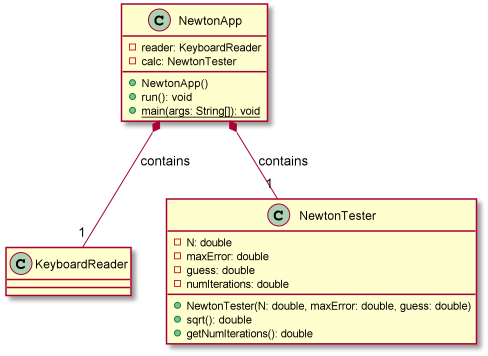 C NewtonApp
reader: KeyboardReader
calc: NewtonTester
NewtonApp()
run(): void
main(args: String[]): void
contains
contains
1
1
C KeyboardReader
C NewtonTester
N: double
maxError: double
guess: double
numIterations: double
NewtonTester(N: double, maxError: double, guess: double)
sqrt(): double
getNumIterations(): double